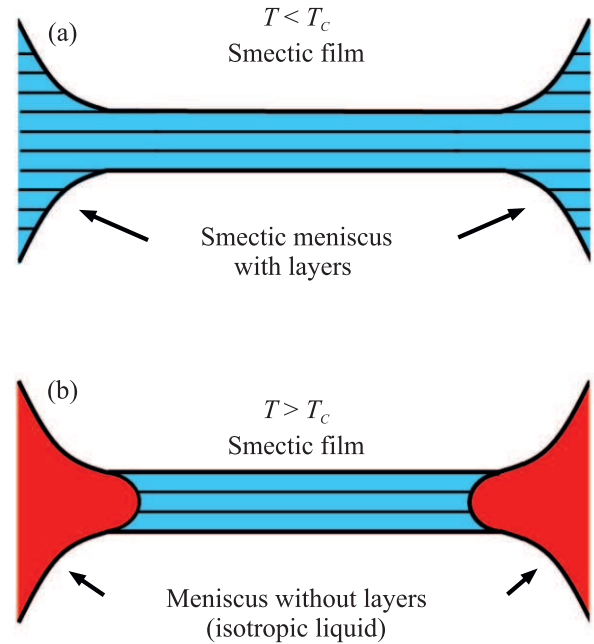 (a)
T < T_C
Smectic film
Smectic meniscus
with layers
(b)
T > T_C
Smectic film
Meniscus without layers
(isotropic liquid)